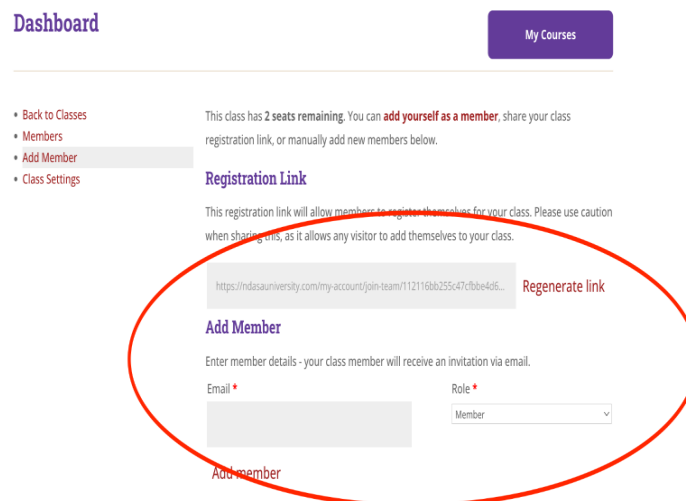 Dashboard
My Courses
Back to Classes
Members
Add Member
Class Settings
This class has 2 seats remaining. You can add yourself as a member, share your class
registration link, or manually add new members below.
Registration Link
This registration link will allow members to register themselves for your class. Please use caution
when sharing this, as it allows any visitor to add themselves to your class.
https://ndasauniversity.com/my-account/join-team/112116bb255c47cfbbe4d6...
Regenerate link
Add Member
Enter member details - your class member will receive an invitation via email.
Email *
Role *
Member
Add member